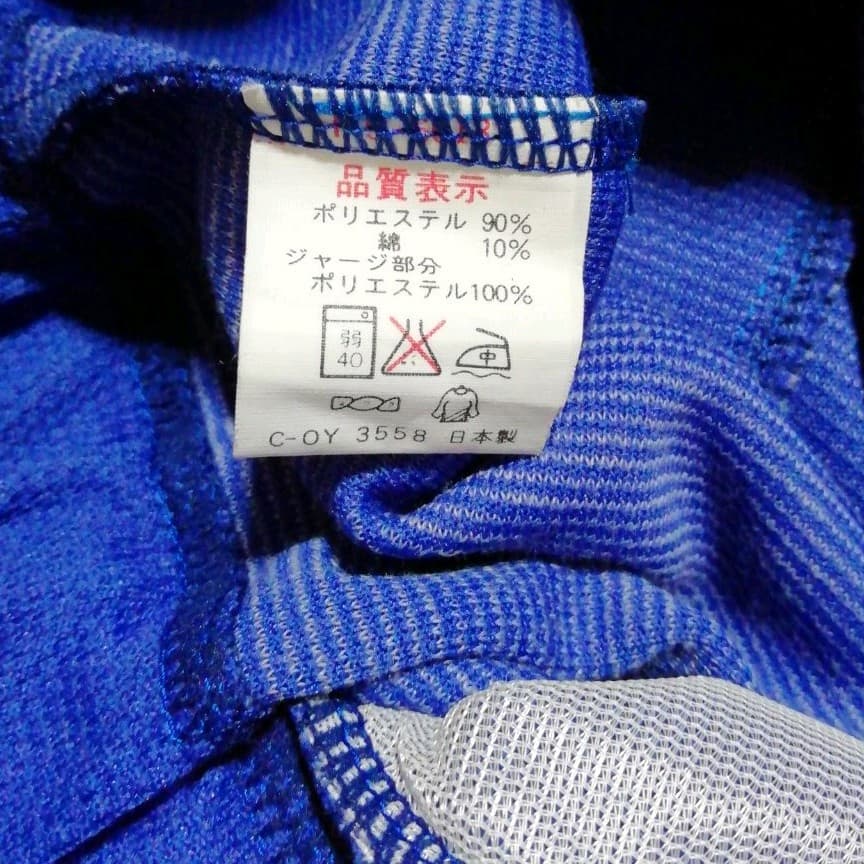 品質表示
ポリエステル 90%
綿 10%
ジャージ部分
ポリエステル100%
弱
40
中
C-OY 3558 日本製